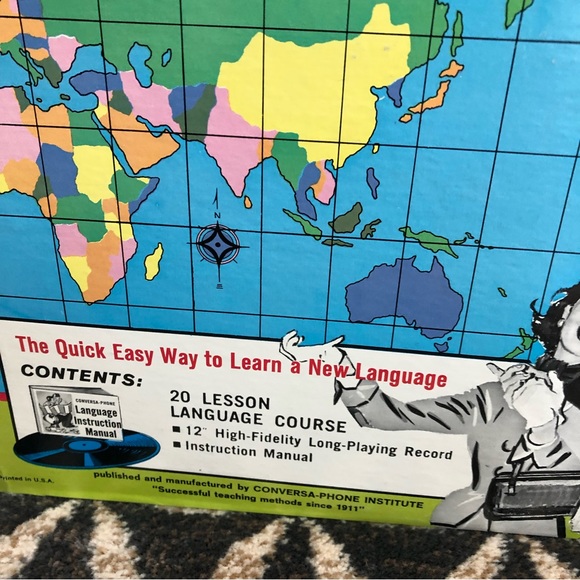 N
The Quick Easy Way to Learn a New Language
CONTENTS:
CONVERSA-PHONE
Language
Instruction
Manual
20 LESSON
LANGUAGE COURSE
■ 12" High-Fidelity Long-Playing Record
■ Instruction Manual
Printed in U.S.A.
published and manufactured by CONVERSA-PHONE INSTITUTE
"Successful teaching methods since 1911"